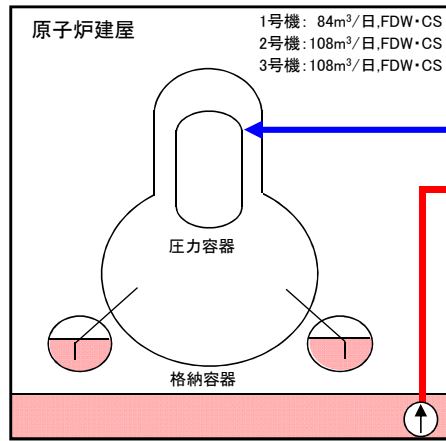 原子炉建屋
1号機: 84m³/日,FDW・CS
2号機:108m³/日,FDW・CS
3号機:108m³/日,FDW・CS
圧力容器
格納容器